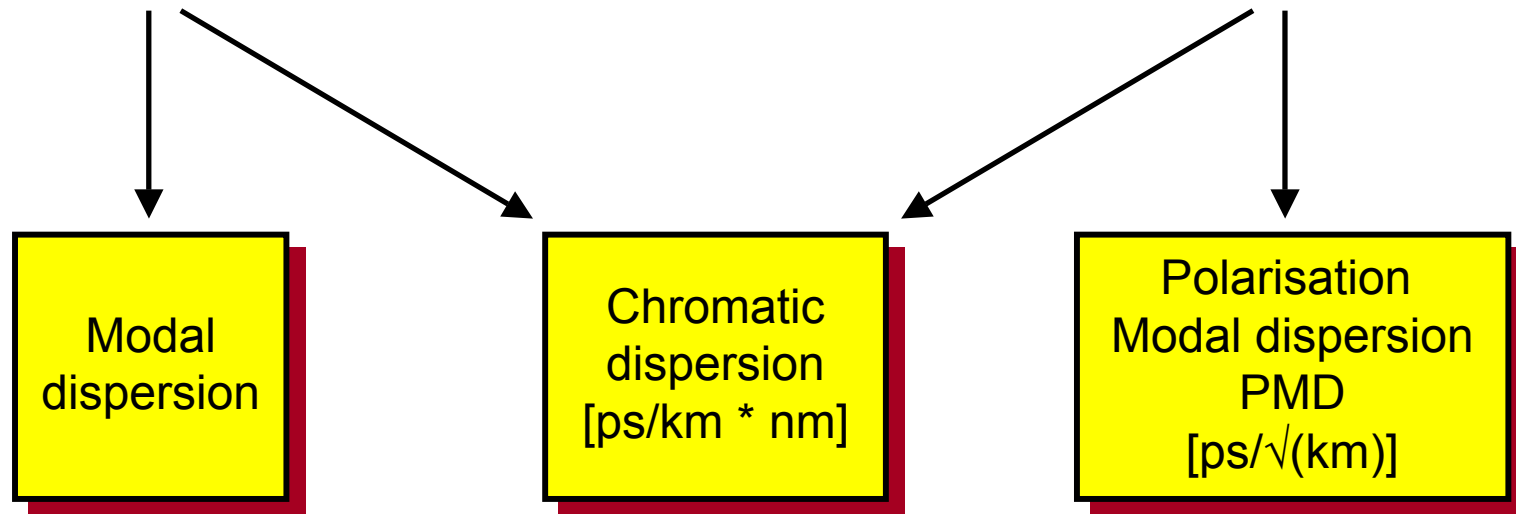 Modal
dispersion
Chromatic
dispersion
[ps/km * nm]
Polarisation
Modal dispersion
PMD
[ps/√(km)]